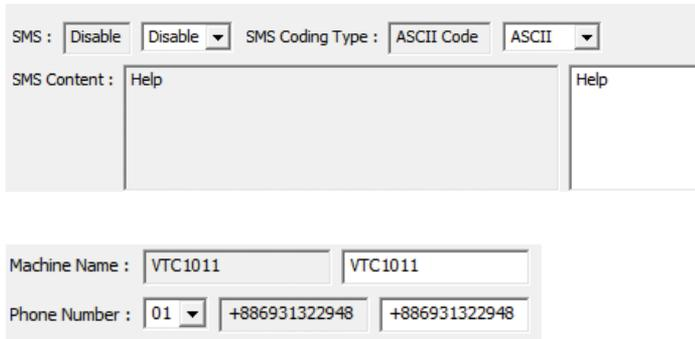 SMS : Disable Disable SMS Coding Type : ASCII Code ASCII
SMS Content : Help Help
Machine Name : VTC1011 VTC1011
Phone Number : 01 +886931322948 +886931322948